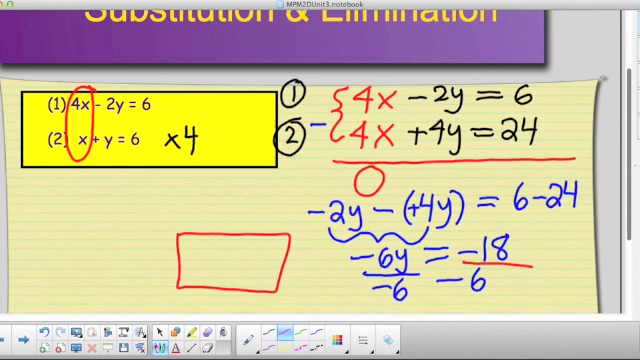 MPM2DUnit3.notebook
Substitution & Elimination
(1) 4x - 2y = 6
(2) x + y = 6 x4
① 4x - 2y = 6
② - 4x + 4y = 24
0
-2y - (+4y) = 6 - 24
-6y = -18
-6 -6